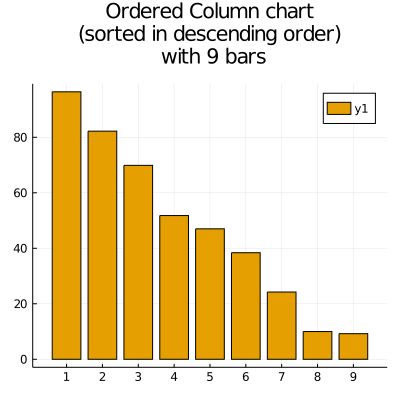 Ordered Column chart
(sorted in descending order)
with 9 bars
y1
80
60
40
20
0
1 2 3 4 5 6 7 8 9